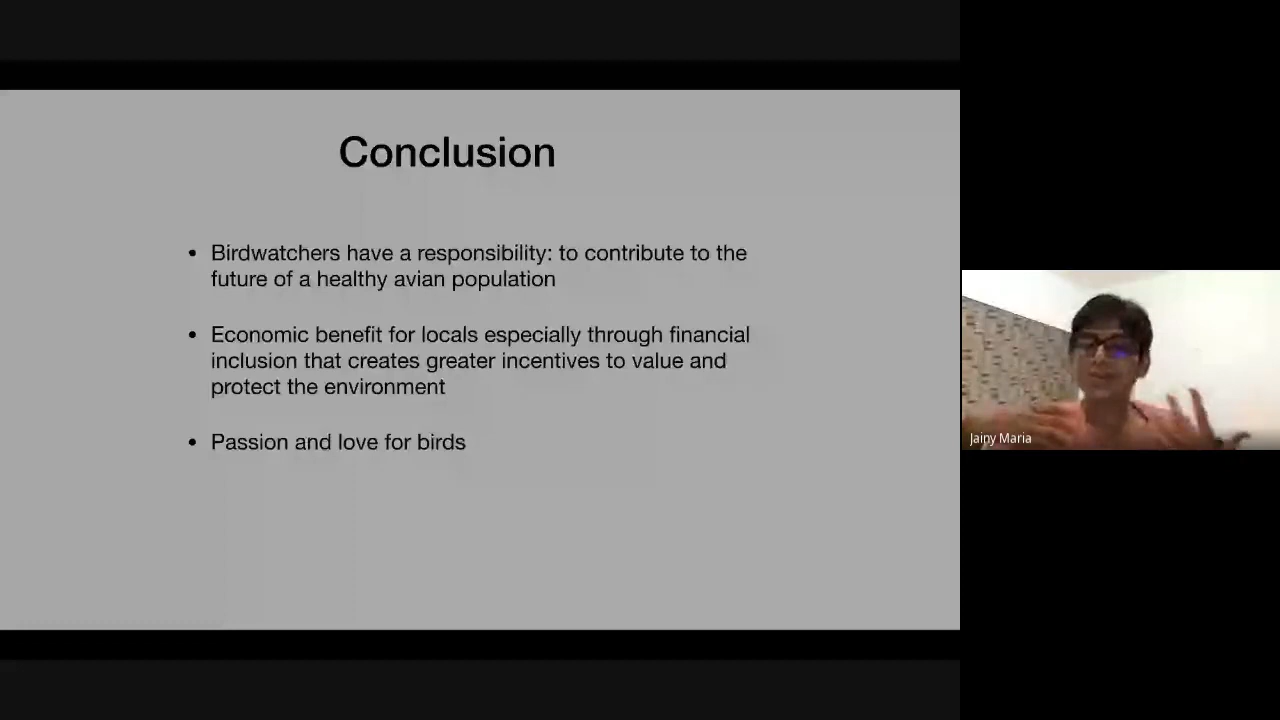 Conclusion
• Birdwatchers have a responsibility: to contribute to the
future of a healthy avian population
• Economic benefit for locals especially through financial
inclusion that creates greater incentives to value and
protect the environment
• Passion and love for birds
Jainy Maria